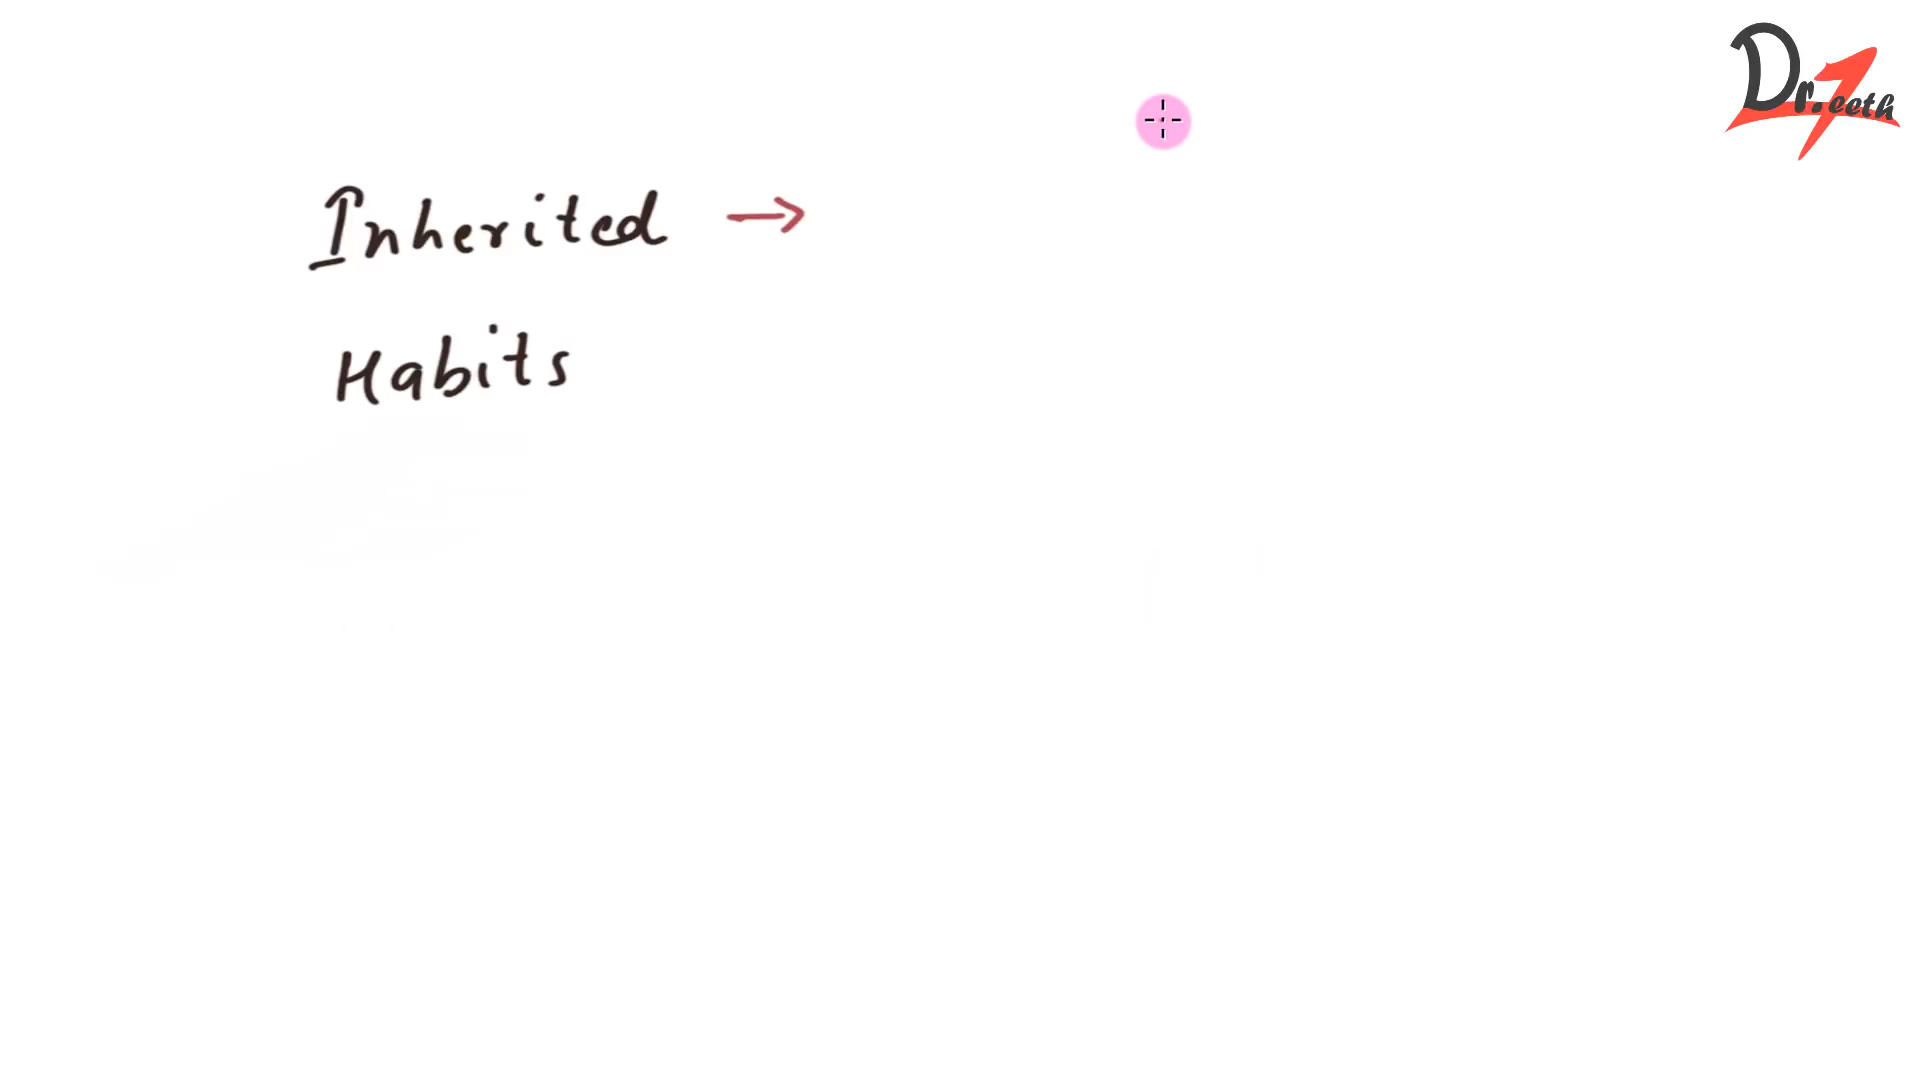 Dr. Teeth
Inherited →
Habits